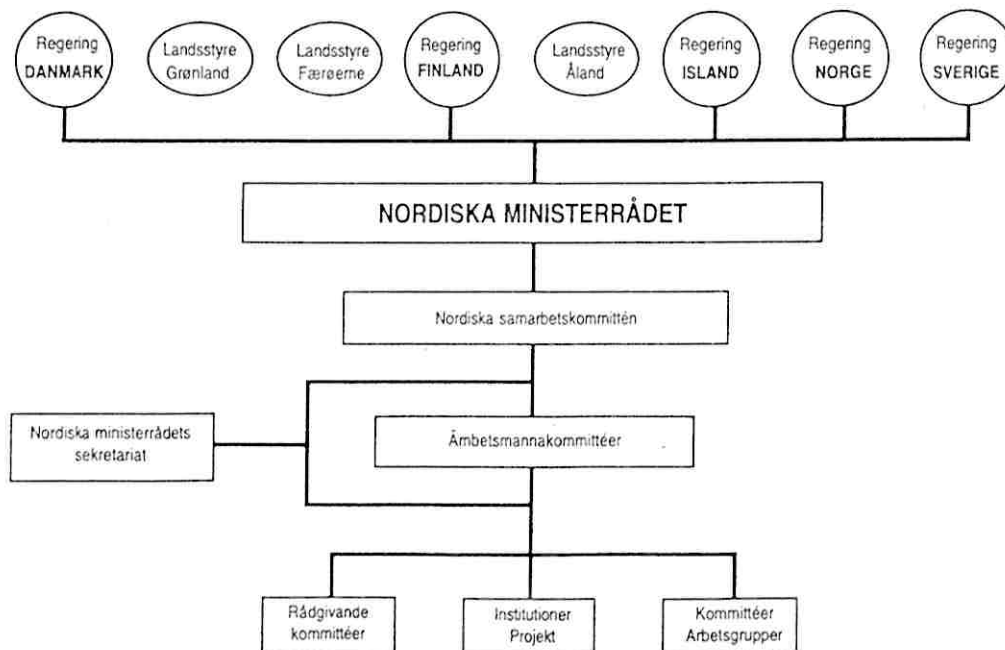 Regering
DANMARK
Landsstyre
Grønland
Landsstyre
Færøerne
Regering
FINLAND
Landsstyre
Åland
Regering
ISLAND
Regering
NORGE
Regering
SVERIGE
NORDISKA MINISTERRÅDET
Nordiska samarbetskommittén
Nordiska ministerrådets
sekretariat
Ämbetsmannakommittéer
Rådgivande
kommittéer
Institutioner
Projekt
Kommittéer
Arbetsgrupper